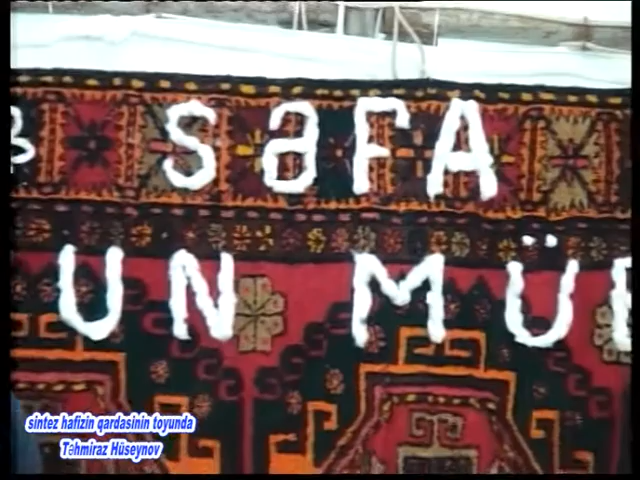 SƏFA
UN MÜ
sintez hafizin qardasinin toyunda
Təhmiraz Hüseynov